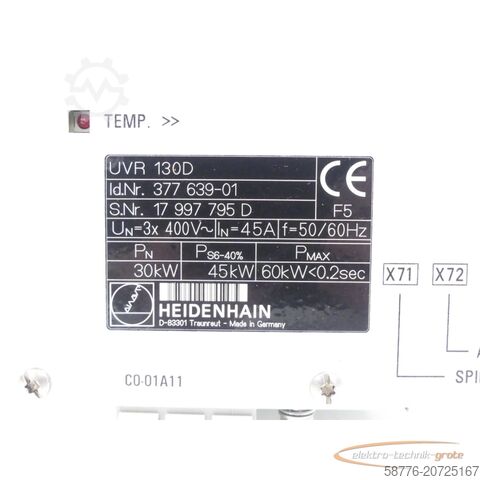 TEMP. >>
UVR 130D
Id.Nr. 377 639-01
S.Nr. 17 997 795 D
CE
F5
UN=3x 400V~ IN=45A f=50/60Hz
PN PS6-40% PMAX
30kW 45kW 60kW<0.2sec
HEIDENHAIN
D-83301 Traunreut - Made in Germany
X71 X72
A
SPI
CO-01A11
elektro-technik-grote
58776-20725167